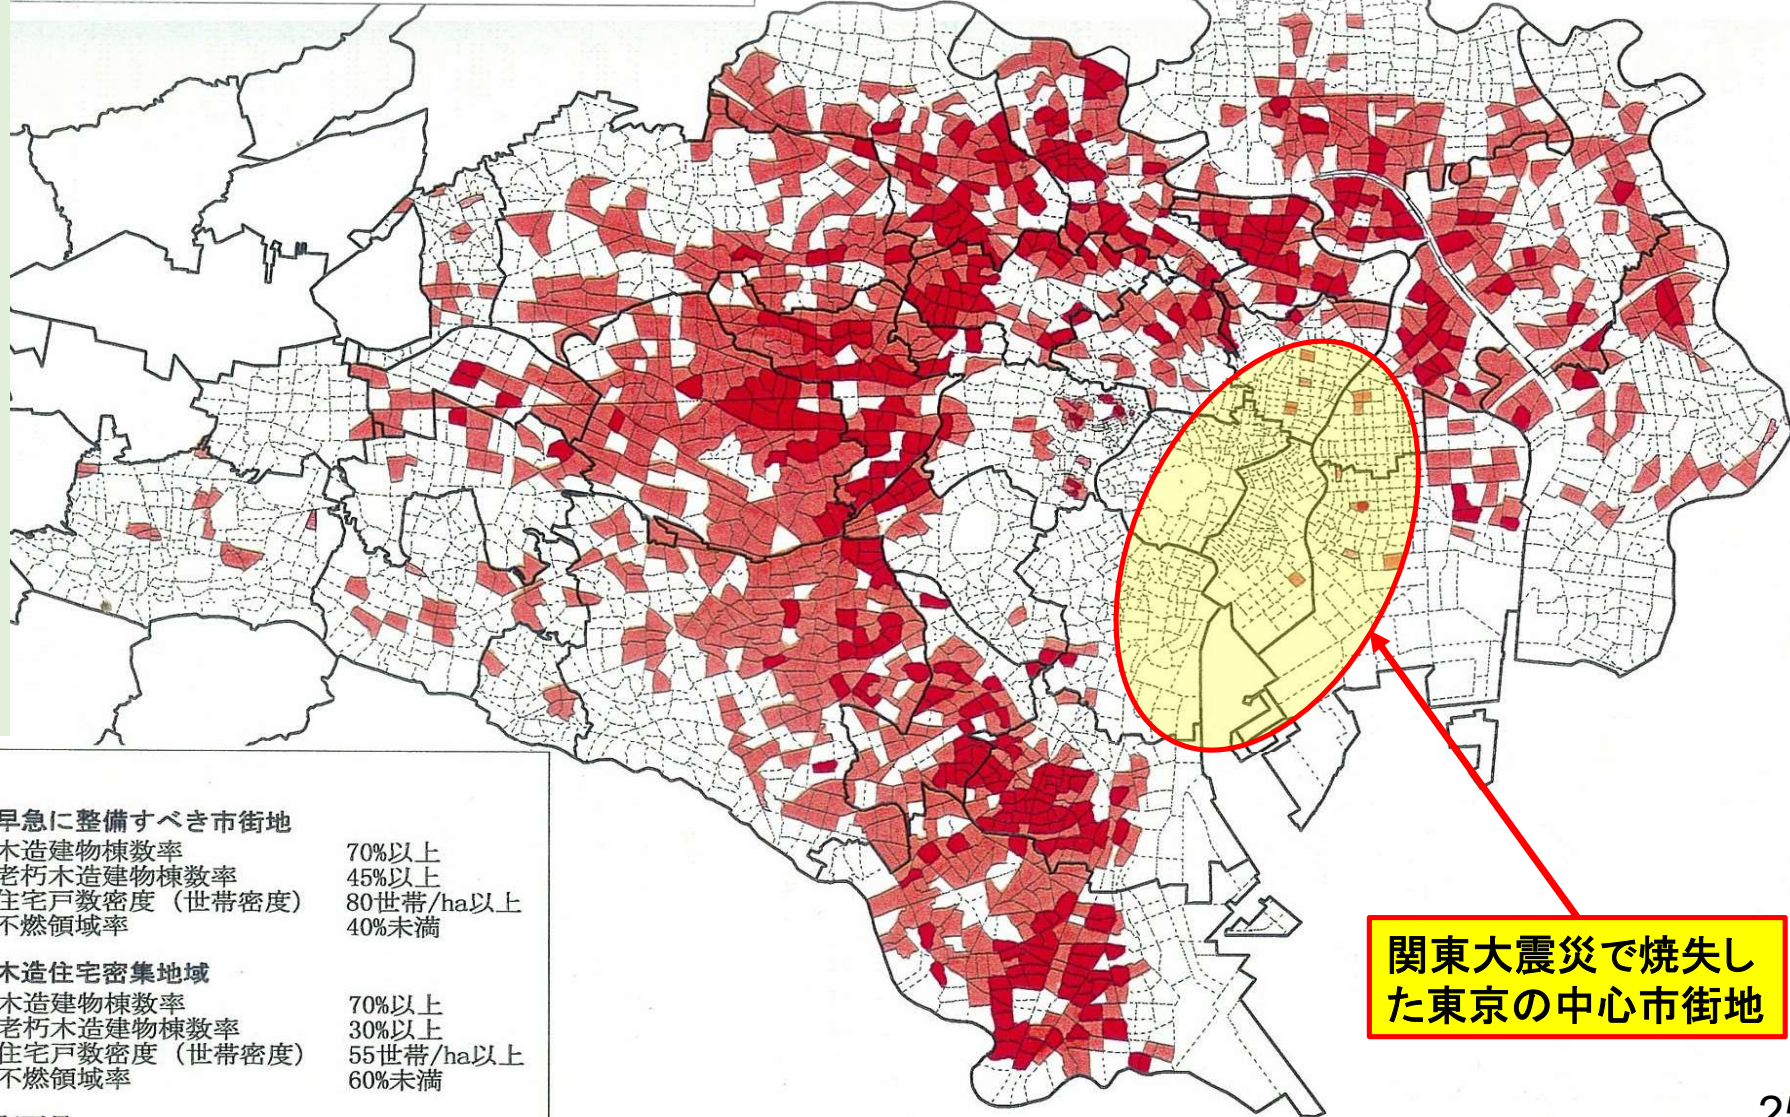 早急に整備すべき市街地
木造建物棟数率 70%以上
老朽木造建物棟数率 45%以上
住宅戸数密度（世帯密度） 80世帯/ha以上
不燃領域率 40%未満
木造住宅密集地域
木造建物棟数率 70%以上
老朽木造建物棟数率 30%以上
住宅戸数密度（世帯密度） 55世帯/ha以上
不燃領域率 60%未満
関東大震災で焼失し
た東京の中心市街地